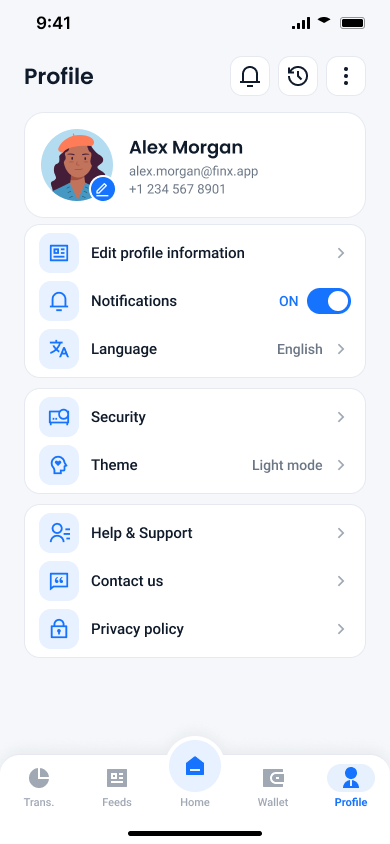 9:41
Profile
Alex Morgan
alex.morgan@finx.app
+1 234 567 8901
Edit profile information
Notifications ON
Language English
Security
Theme Light mode
Help & Support
Contact us
Privacy policy
Trans. Feeds Home Wallet Profile